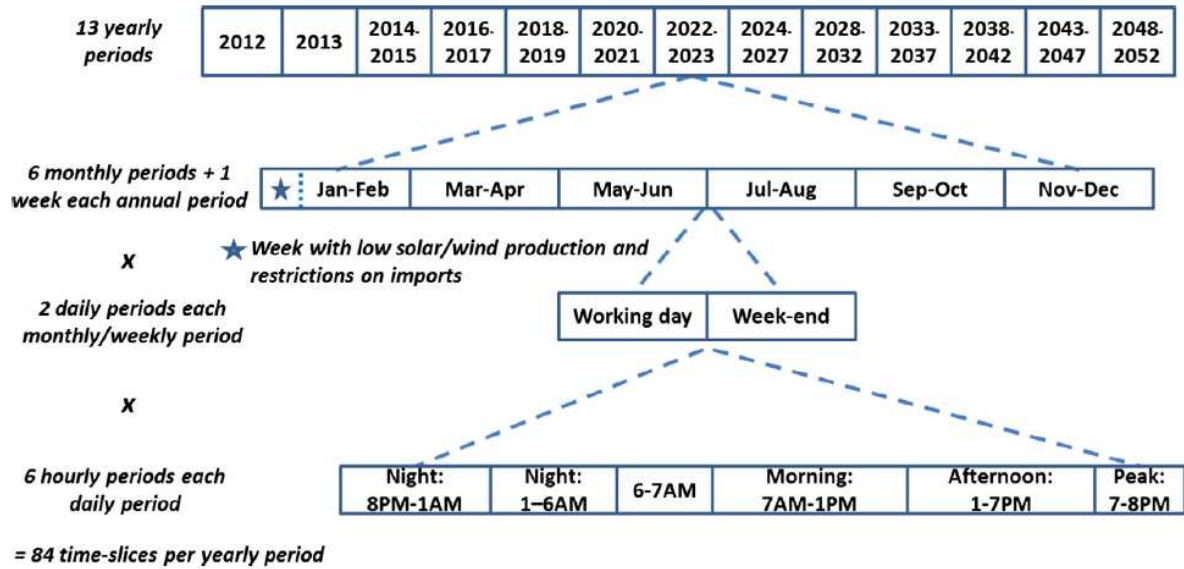 13 yearly
periods
2012
2013
2014-
2015
2016-
2017
2018-
2019
2020-
2021
2022-
2023
2024-
2027
2028-
2032
2033-
2037
2038-
2042
2043-
2047
2048-
2052
6 monthly periods + 1
week each annual period
Jan-Feb
Mar-Apr
May-Jun
Jul-Aug
Sep-Oct
Nov-Dec
Week with low solar/wind production and
restrictions on imports
x
2 daily periods each
monthly/weekly period
Working day
Week-end
x
6 hourly periods each
daily period
Night:
8PM-1AM
Night:
1–6AM
6-7AM
Morning:
7AM-1PM
Afternoon:
1-7PM
Peak:
7-8PM
= 84 time-slices per yearly period